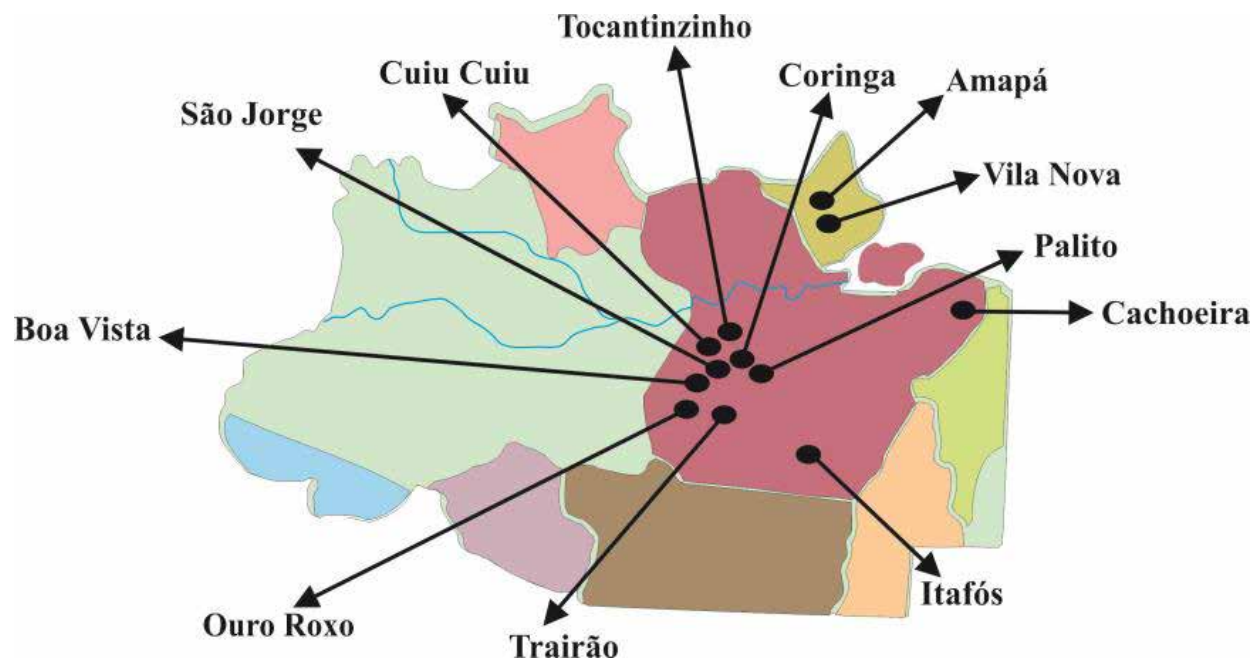 Tocantinzinho
Cuiu Cuiu
Coringa
Amapá
São Jorge
Vila Nova
Palito
Cachoeira
Boa Vista
Itafós
Ouro Roxo
Trairão